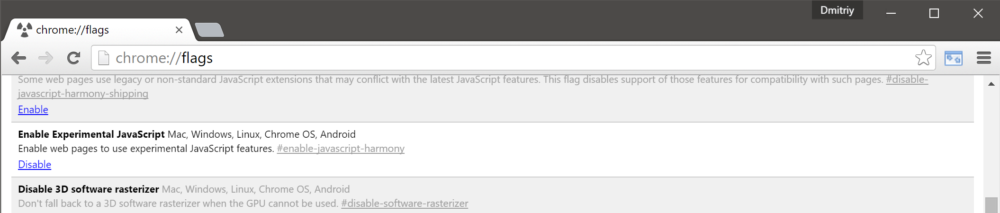 Dmitriy
chrome://flags
chrome://flags
Some web pages use legacy or non-standard JavaScript extensions that may conflict with the latest JavaScript features. This flag disables support of those features for compatibility with such pages. #disable-
javascript-harmony-shipping
Enable
Enable Experimental JavaScript Mac, Windows, Linux, Chrome OS, Android
Enable web pages to use experimental JavaScript features. #enable-javascript-harmony
Disable
Disable 3D software rasterizer Mac, Windows, Linux, Chrome OS, Android
Don't fall back to a 3D software rasterizer when the GPU cannot be used. #disable-software-rasterizer